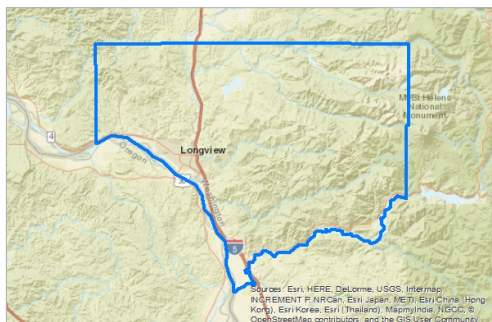 Mt St Helens
National
Monument
4
Longview
Oregon
30
Washington
5
Sources: Esri, HERE, DeLorme, USGS, Intermap,
INCREMENT P, NRCan, Esri Japan, METI, Esri China (Hong
Kong), Esri Korea, Esri (Thailand), MapmyIndia, NGCC, ©
OpenStreetMap contributors, and the GIS User Community